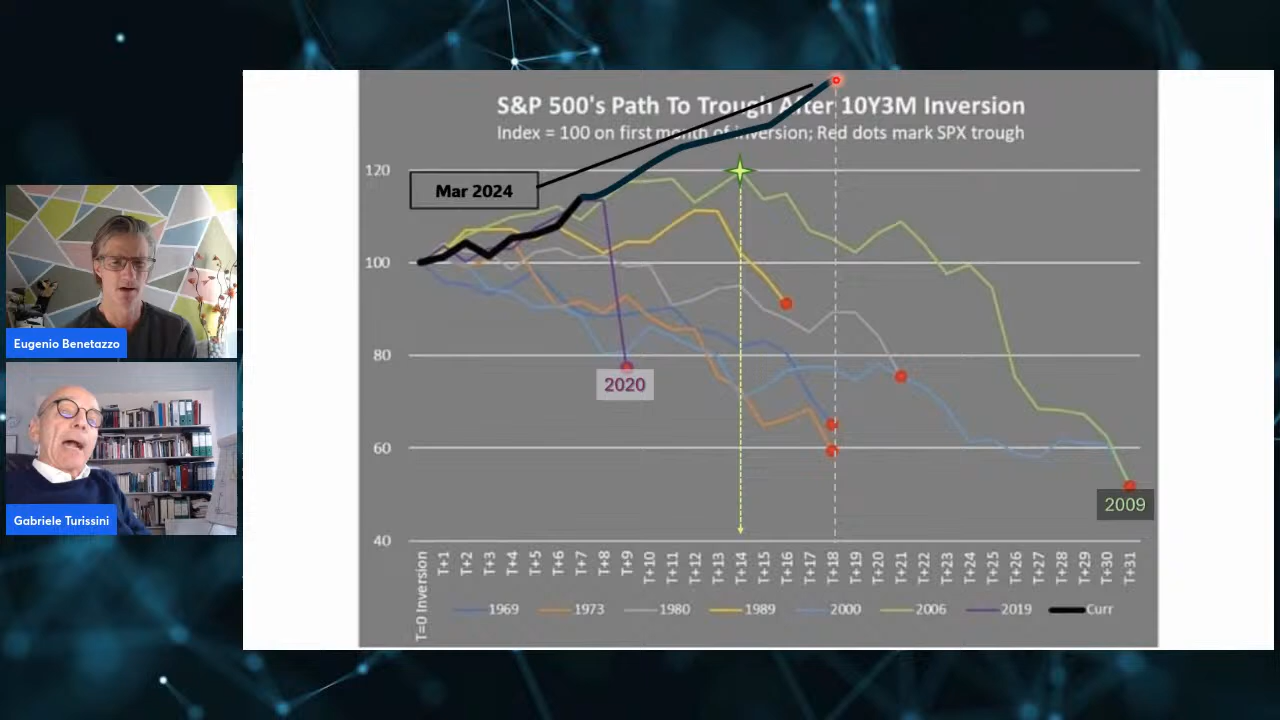 S&P 500's Path To Trough After 10Y3M Inversion
Index = 100 on first month of inversion; Red dots mark SPX trough
120
Mar 2024
100
80
2020
60
2009
40
T=0 Inversion T+1 T+2 T+3 T+4 T+5 T+6 T+7 T+8 T+9 T+10 T+11 T+12 T+13 T+14 T+15 T+16 T+17 T+18 T+19 T+20 T+21 T+22 T+23 T+24 T+25 T+26 T+27 T+28 T+29 T+30 T+31
1969 1973 1980 1989 2000 2006 2019 Curr
Eugenio Benetazzo
Gabriele Turissini